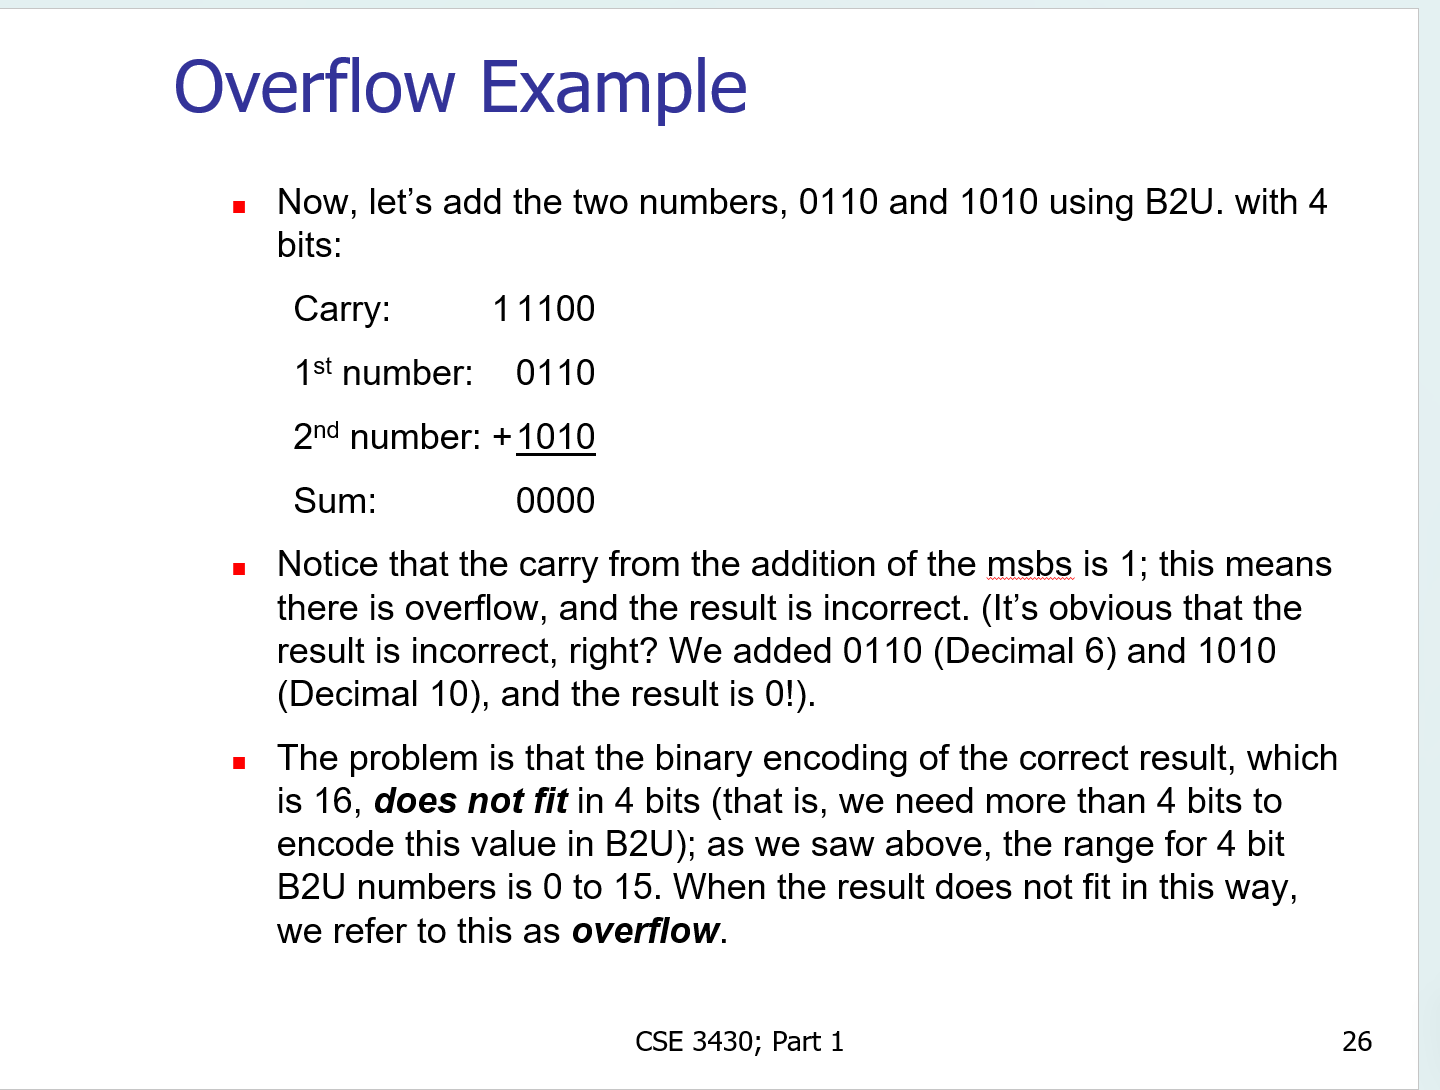 Overflow Example
Now, let’s add the two numbers, 0110 and 1010 using B2U. with 4
bits:
Carry: 1 1100
1st number: 0110
2nd number: +1010
Sum: 0000
Notice that the carry from the addition of the msbs is 1; this means
there is overflow, and the result is incorrect. (It’s obvious that the
result is incorrect, right? We added 0110 (Decimal 6) and 1010
(Decimal 10), and the result is 0!).
The problem is that the binary encoding of the correct result, which
is 16, does not fit in 4 bits (that is, we need more than 4 bits to
encode this value in B2U); as we saw above, the range for 4 bit
B2U numbers is 0 to 15. When the result does not fit in this way,
we refer to this as overflow.
CSE 3430; Part 1 26